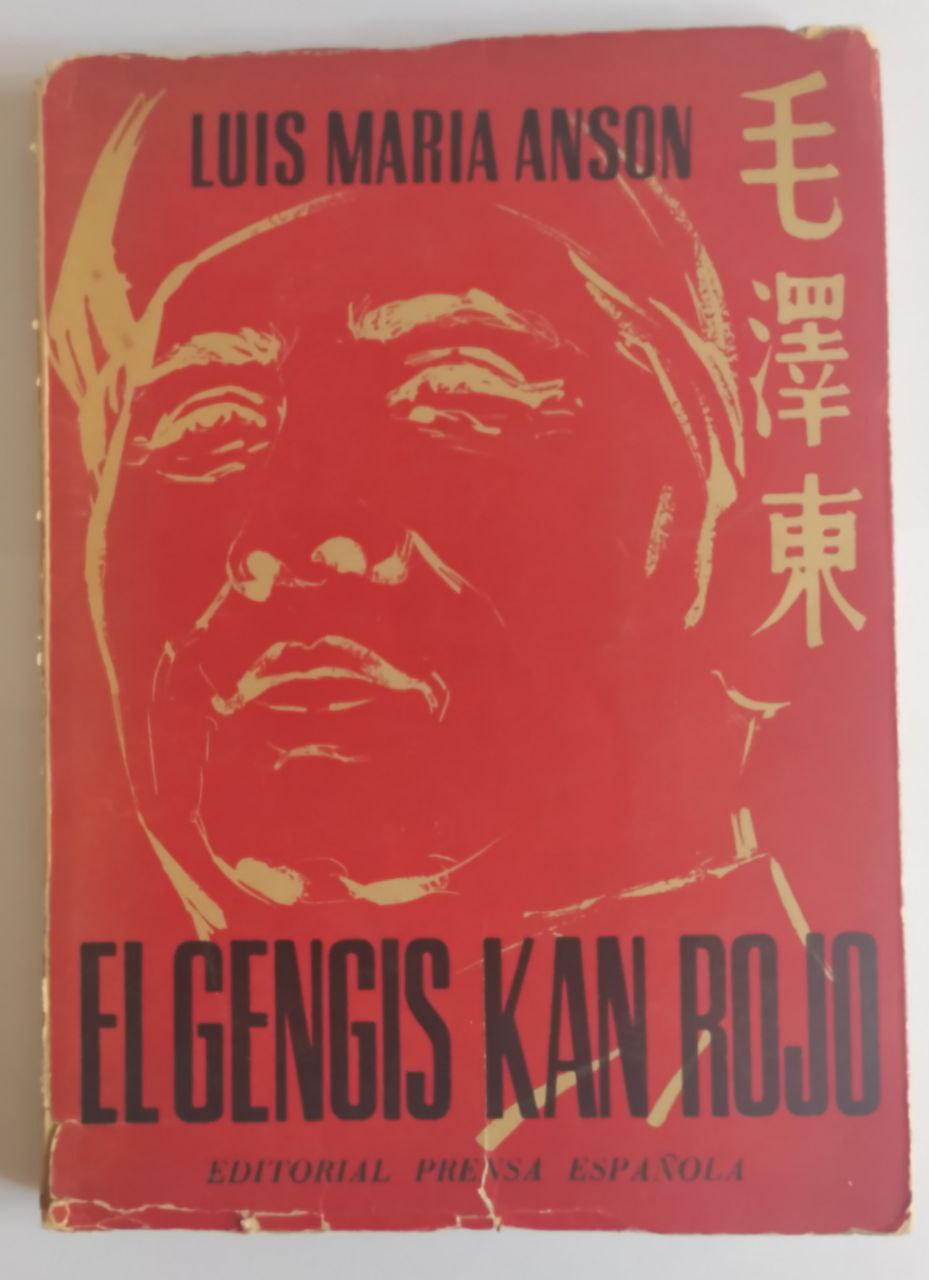 LUIS MARIA ANSON
毛澤東
EL GENGIS KAN ROJO
EDITORIAL PRENSA ESPAÑOLA